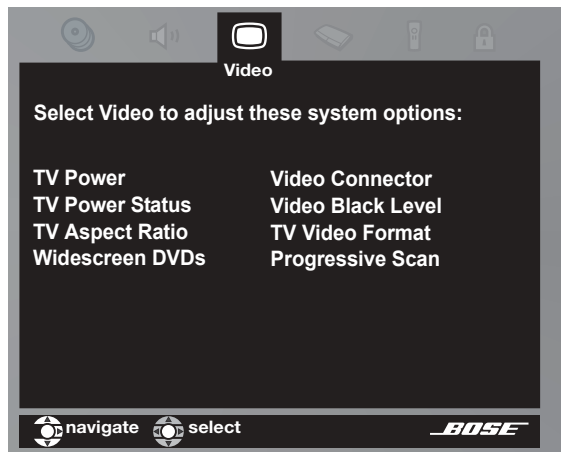 Video
Select Video to adjust these system options:
TV Power
TV Power Status
TV Aspect Ratio
Widescreen DVDs
Video Connector
Video Black Level
TV Video Format
Progressive Scan
navigate select BOSE